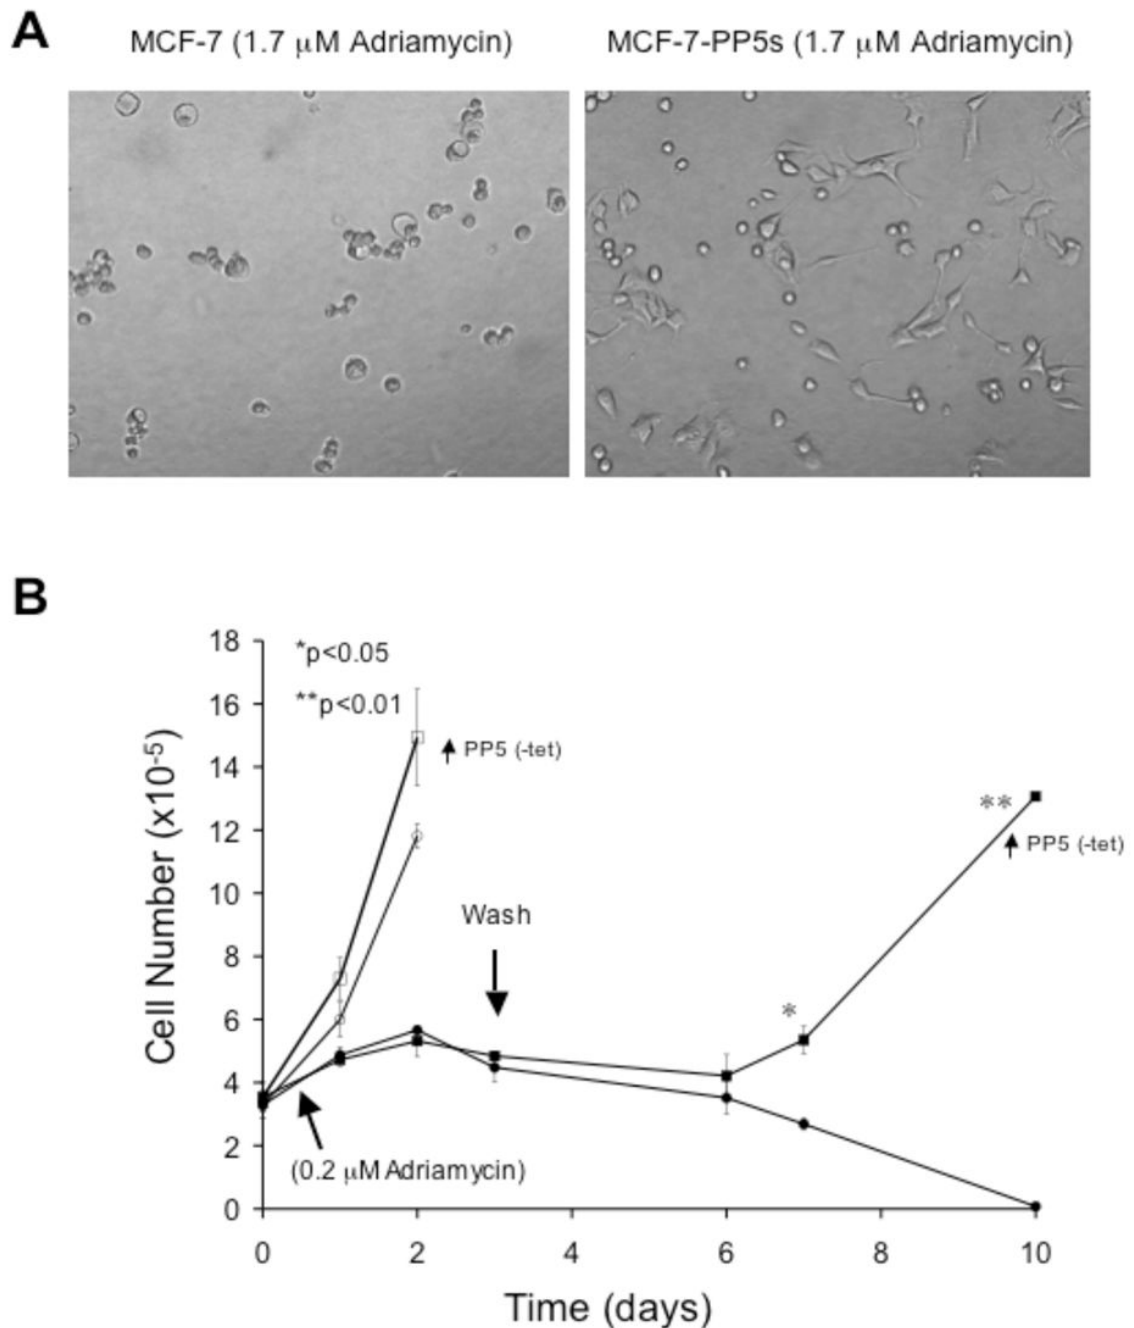 A
MCF-7 (1.7 μM Adriamycin)
MCF-7-PP5s (1.7 μM Adriamycin)
B
Cell Number (x10-5)
18
16
14
12
10
8
6
4
2
0
*p<0.05
**p<0.01
PP5 (-tet)
**
PP5 (-tet)
Wash
*
(0.2 μM Adriamycin)
0
2
4
6
8
10
Time (days)